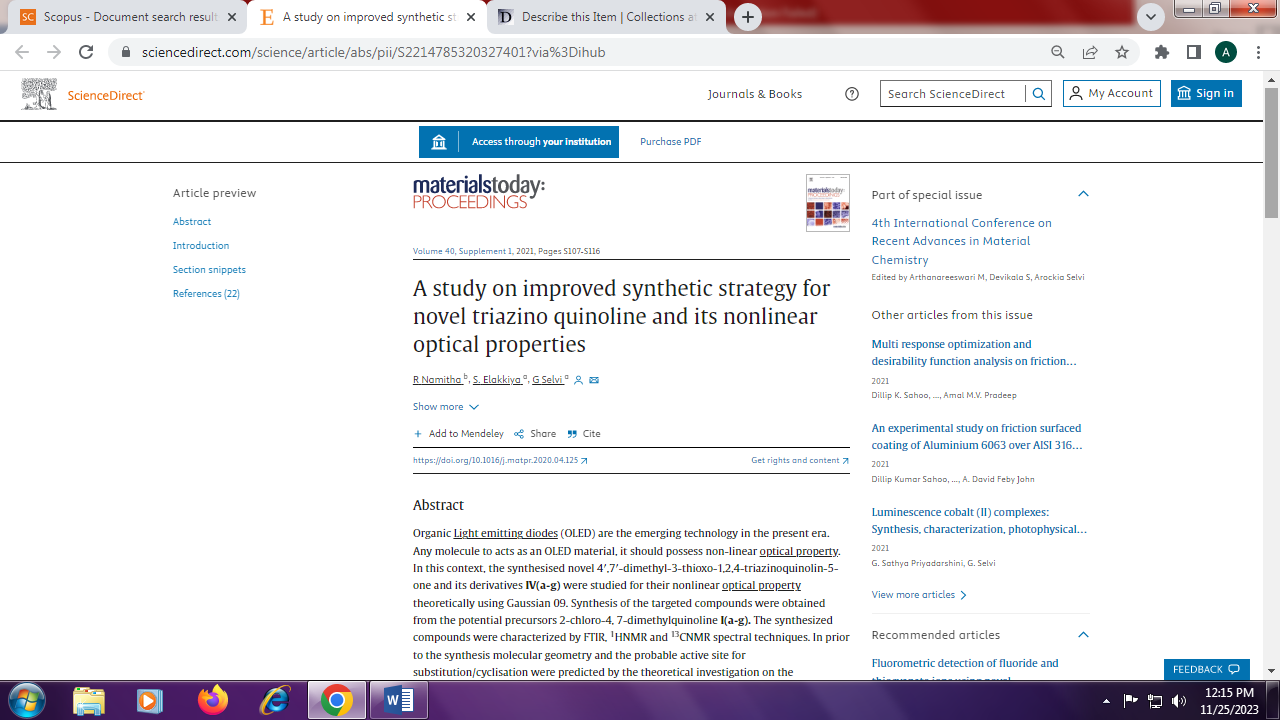 Scopus - Document search result
A study on improved synthetic st
Describe this Item | Collections at
sciencedirect.com/science/article/abs/pii/S2214785320327401?via%3Dihub
A
ScienceDirect
Journals & Books
Search ScienceDirect
My Account
Sign in
Access through your institution
Purchase PDF
Article preview
Abstract
Introduction
Section snippets
References (22)
materialstoday:
PROCEEDINGS
Volume 40, Supplement 1, 2021, Pages S107-S116
A study on improved synthetic strategy for
novel triazino quinoline and its nonlinear
optical properties
R Namitha b, S. Elakkiya a, G Selvi a
Show more
Add to Mendeley Share Cite
https://doi.org/10.1016/j.matpr.2020.04.125
Get rights and content
Abstract
Organic Light emitting diodes (OLED) are the emerging technology in the present era.
Any molecule to acts as an OLED material, it should possess non-linear optical property.
In this context, the synthesised novel 4′,7′-dimethyl-3-thioxo-1,2,4-triazinoquinolin-5-
one and its derivatives IV(a-g) were studied for their nonlinear optical property
theoretically using Gaussian 09. Synthesis of the targeted compounds were obtained
from the potential precursors 2-chloro-4, 7-dimethylquinoline I(a-g). The synthesized
compounds were characterized by FTIR, 1HNMR and 13CNMR spectral techniques. In prior
to the synthesis molecular geometry and the probable active site for
substitution/cyclisation were predicted by the theoretical investigation on the
Part of special issue
4th International Conference on
Recent Advances in Material
Chemistry
Edited by Arthanareeswari M, Devikala S, Arockia Selvi
Other articles from this issue
Multi response optimization and
desirability function analysis on friction…
2021
Dillip K. Sahoo, …, Amal M.V. Pradeep
An experimental study on friction surfaced
coating of Aluminium 6063 over AISI 316…
2021
Dillip Kumar Sahoo, …, A. David Feby John
Luminescence cobalt (II) complexes:
Synthesis, characterization, photophysical…
2021
G. Sathya Priyadarshini, G. Selvi
View more articles
Recommended articles
Fluorometric detection of fluoride and
FEEDBACK
12:15 PM
11/25/2023